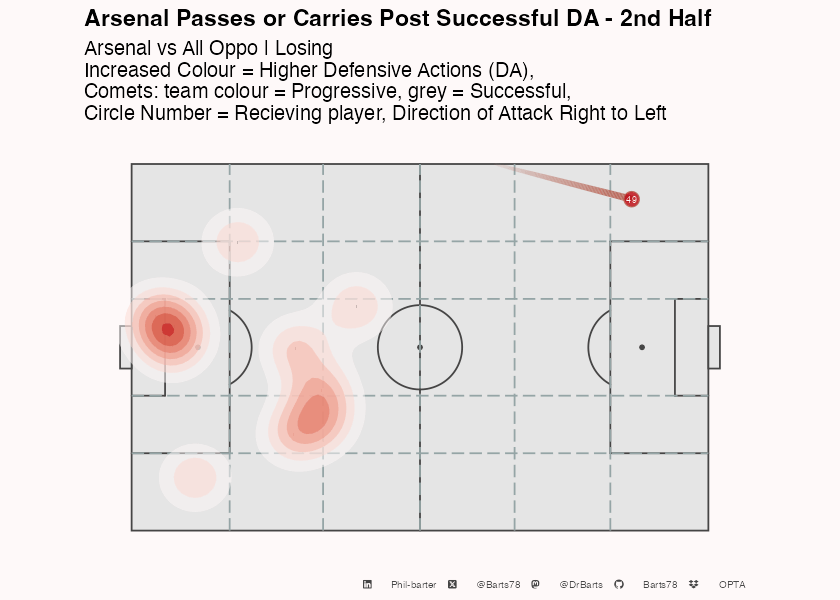 Arsenal Passes or Carries Post Successful DA - 2nd Half
Arsenal vs All Oppo | Losing
Increased Colour = Higher Defensive Actions (DA),
Comets: team colour = Progressive, grey = Successful,
Circle Number = Recieving player, Direction of Attack Right to Left
49
Phil-barter @Barts78 @DrBarts Barts78 OPTA